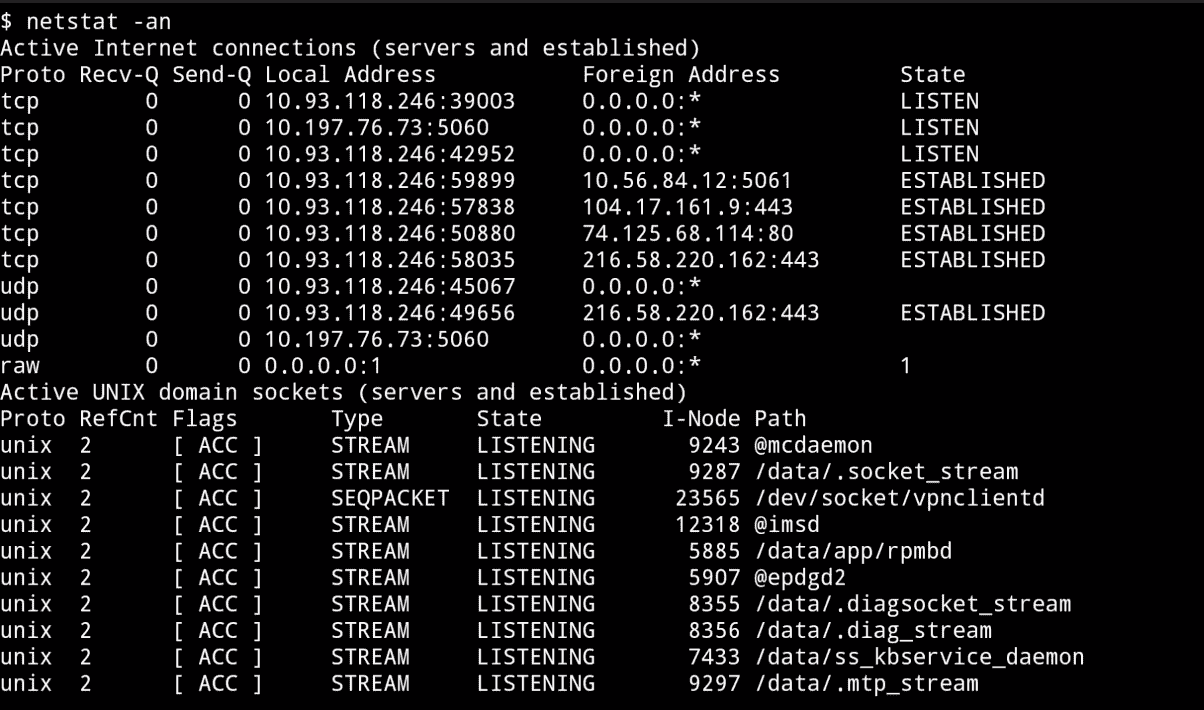 $ netstat -an
Active Internet connections (servers and established)
Proto Recv-Q Send-Q Local Address           Foreign Address         State
tcp        0      0 10.93.118.246:39003     0.0.0.0:*               LISTEN
tcp        0      0 10.197.76.73:5060       0.0.0.0:*               LISTEN
tcp        0      0 10.93.118.246:42952     0.0.0.0:*               LISTEN
tcp        0      0 10.93.118.246:59899     10.56.84.12:5061        ESTABLISHED
tcp        0      0 10.93.118.246:57838     104.17.161.9:443        ESTABLISHED
tcp        0      0 10.93.118.246:50880     74.125.68.114:80        ESTABLISHED
tcp        0      0 10.93.118.246:58035     216.58.220.162:443      ESTABLISHED
udp        0      0 10.93.118.246:45067     0.0.0.0:*
udp        0      0 10.93.118.246:49656     216.58.220.162:443      ESTABLISHED
udp        0      0 10.197.76.73:5060       0.0.0.0:*
raw        0      0 0.0.0.0:1               0.0.0.0:*               1
Active UNIX domain sockets (servers and established)
Proto RefCnt Flags       Type       State         I-Node Path
unix  2      [ ACC ]     STREAM     LISTENING       9243 @mcdaemon
unix  2      [ ACC ]     STREAM     LISTENING       9287 /data/.socket_stream
unix  2      [ ACC ]     SEQPACKET  LISTENING      23565 /dev/socket/vpnclientd
unix  2      [ ACC ]     STREAM     LISTENING      12318 @imsd
unix  2      [ ACC ]     STREAM     LISTENING       5885 /data/app/rpmbd
unix  2      [ ACC ]     STREAM     LISTENING       5907 @epdgd2
unix  2      [ ACC ]     STREAM     LISTENING       8355 /data/.diagsocket_stream
unix  2      [ ACC ]     STREAM     LISTENING       8356 /data/.diag_stream
unix  2      [ ACC ]     STREAM     LISTENING       7433 /data/ss_kbservice_daemon
unix  2      [ ACC ]     STREAM     LISTENING       9297 /data/.mtp_stream